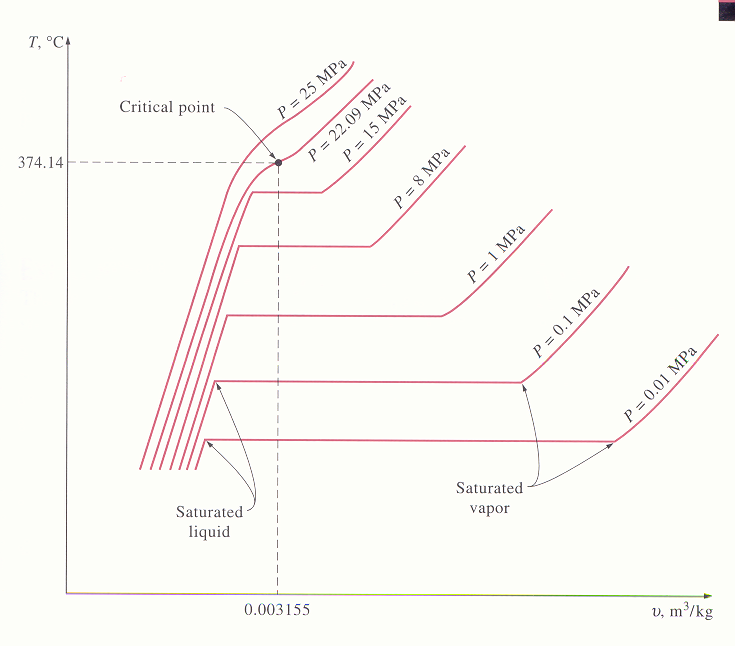 T, °C
P = 25 MPa
Critical point
P = 22.09 MPa
P = 15 MPa
374.14
P = 8 MPa
P = 1 MPa
P = 0.1 MPa
P = 0.01 MPa
Saturated
vapor
Saturated
liquid
0.003155
υ, m³/kg